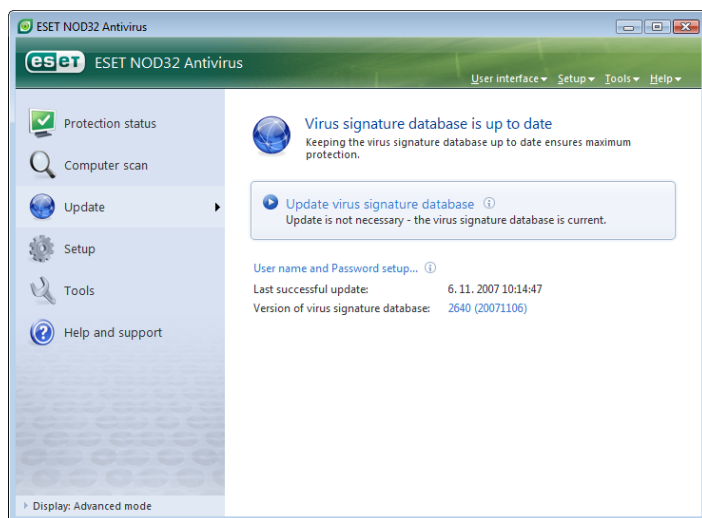 ESET NOD32 Antivirus
eset ESET NOD32 Antivirus
User interface Setup Tools Help
Protection status
Computer scan
Update
Setup
Tools
Help and support
Display: Advanced mode
Virus signature database is up to date
Keeping the virus signature database up to date ensures maximum
protection.
Update virus signature database
Update is not necessary - the virus signature database is current.
User name and Password setup...
Last successful update: 6. 11. 2007 10:14:47
Version of virus signature database: 2640 (20071106)